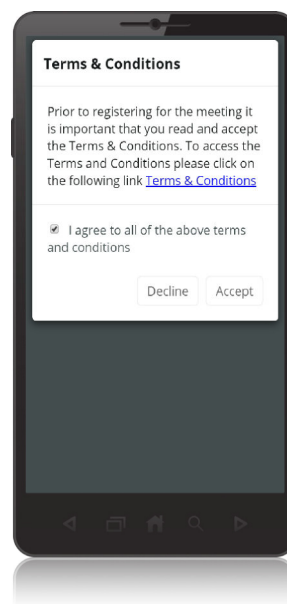 Terms & Conditions
Prior to registering for the meeting it
is important that you read and accept
the Terms & Conditions. To access the
Terms and Conditions please click on
the following link Terms & Conditions
I agree to all of the above terms
and conditions
Decline Accept